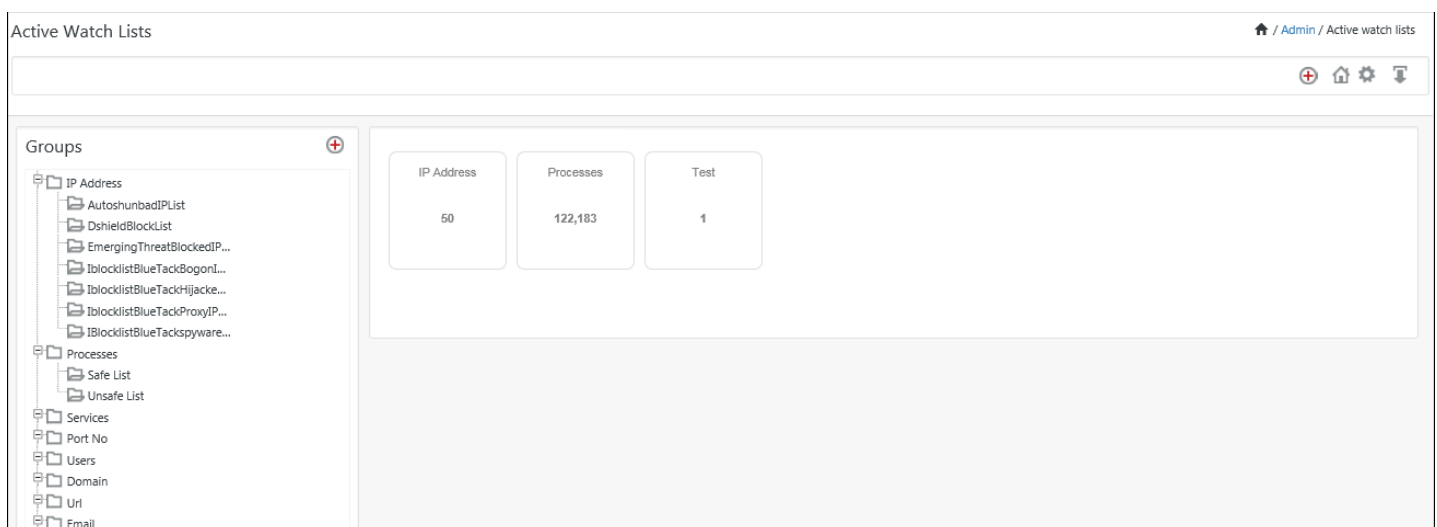 Active Watch Lists
/ Admin / Active watch lists
Groups
IP Address
AutoshunbadIPList
DshieldBlockList
EmergingThreatBlockedIP...
IblocklistBlueTackBogonI...
IblocklistBlueTackHijacke...
IblocklistBlueTackProxyIP...
IBlocklistBlueTackspyware...
Processes
Safe List
Unsafe List
Services
Port No
Users
Domain
Url
Email
IP Address
50
Processes
122,183
Test
1